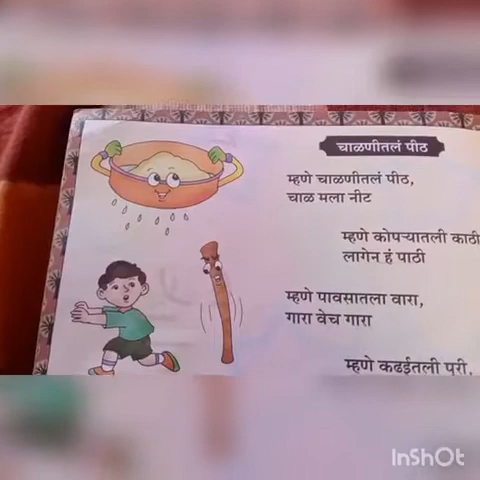 चाळणीतलं पीठ
म्हणे चाळणीतलं पीठ,
चाळ मला नीट
म्हणे कोपऱ्यातली काठी
लागेन हं पाठी
म्हणे पावसातला वारा,
गारा वेच गारा
म्हणे कढईतली पुरी,
InShOt